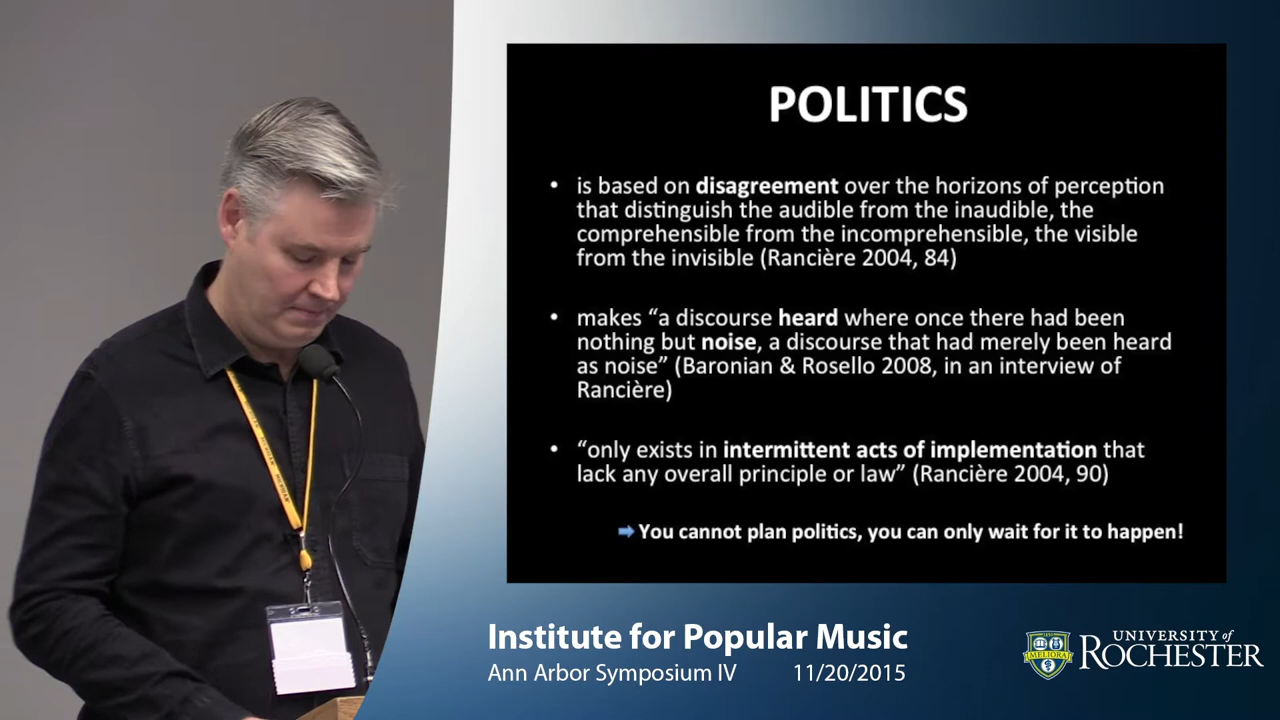 POLITICS
• is based on disagreement over the horizons of perception
that distinguish the audible from the inaudible, the
comprehensible from the incomprehensible, the visible
from the invisible (Rancière 2004, 84)
• makes “a discourse heard where once there had been
nothing but noise, a discourse that had merely been heard
as noise” (Baronian & Rosello 2008, in an interview of
Rancière)
• “only exists in intermittent acts of implementation that
lack any overall principle or law” (Rancière 2004, 90)
➡ You cannot plan politics, you can only wait for it to happen!
Institute for Popular Music
Ann Arbor Symposium IV 11/20/2015
MELIORA
UNIVERSITY of
ROCHESTER